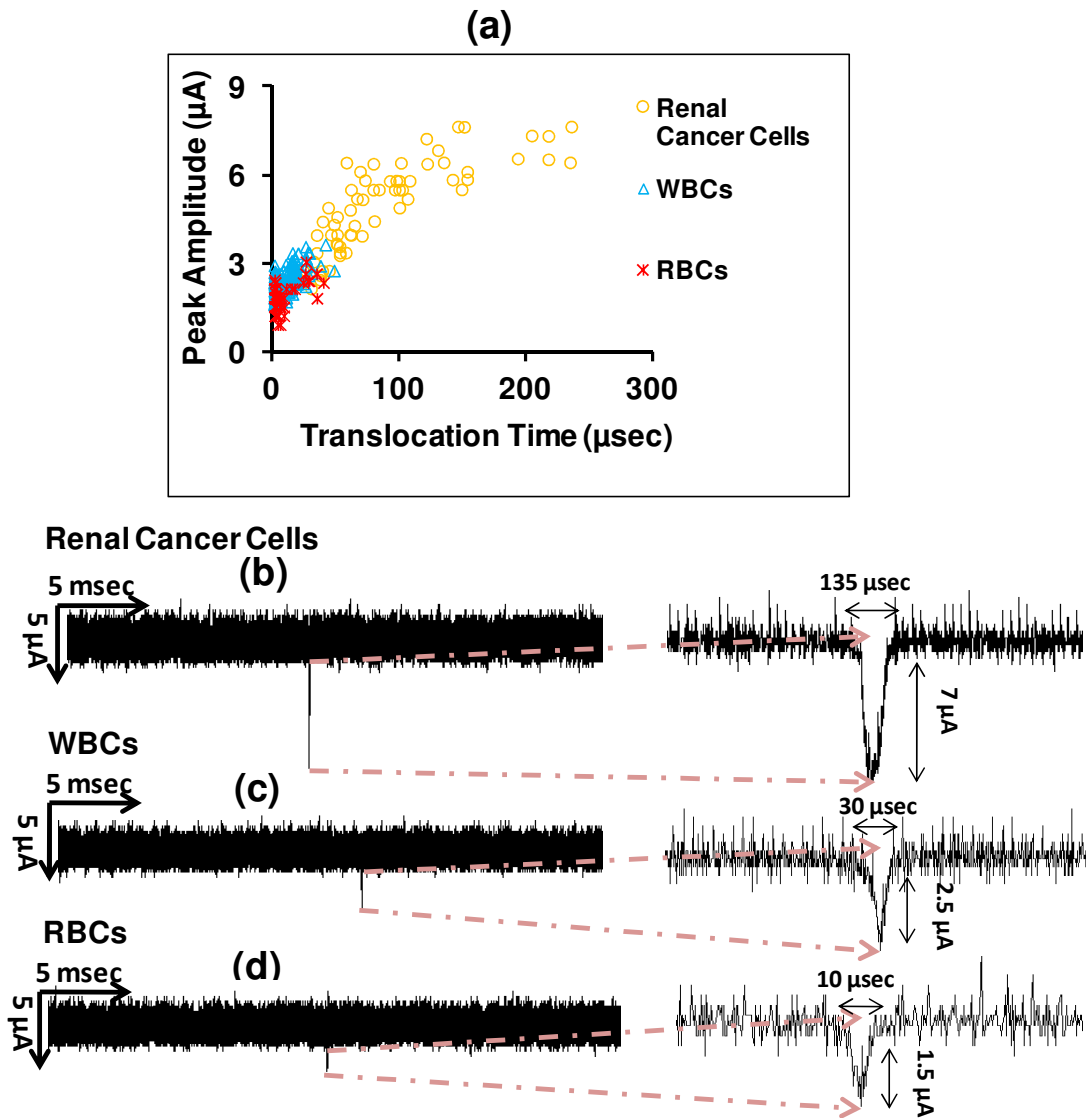 (a)
Peak Amplitude (µA)
9
6
3
0
0
100
200
300
Translocation Time (µsec)
Renal
Cancer Cells
WBCs
RBCs
Renal Cancer Cells
(b)
5 msec
5 µA
135 µsec
7 µA
WBCs
(c)
5 msec
5 µA
30 µsec
2.5 µA
RBCs
(d)
5 msec
5 µA
10 µsec
1.5 µA